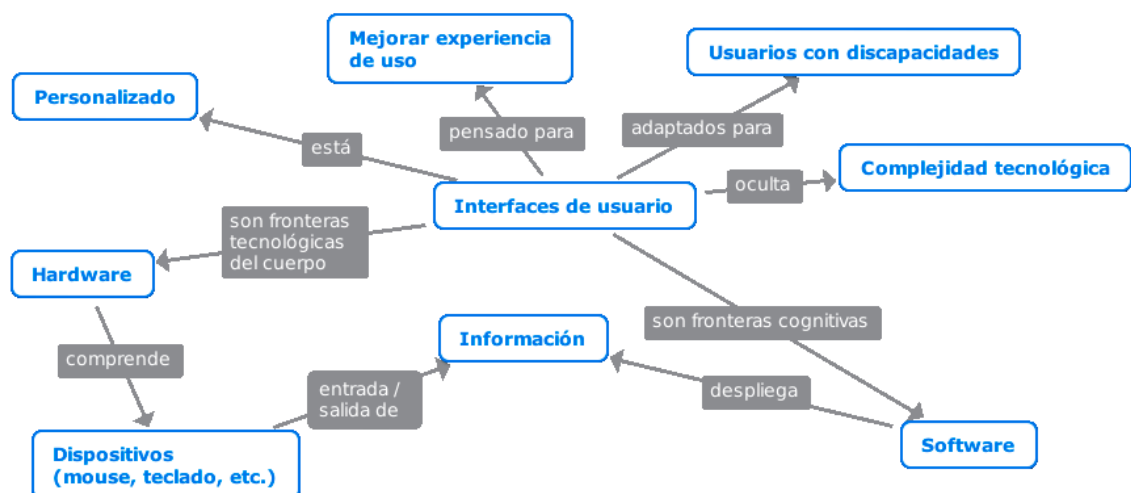 Mejorar experiencia
de uso
Usuarios con discapacidades
Personalizado
está
pensado para
adaptados para
Complejidad tecnológica
oculta
Interfaces de usuario
son fronteras
tecnológicas
del cuerpo
Hardware
son fronteras cognitivas
Información
comprende
entrada /
salida de
despliega
Software
Dispositivos
(mouse, teclado, etc.)